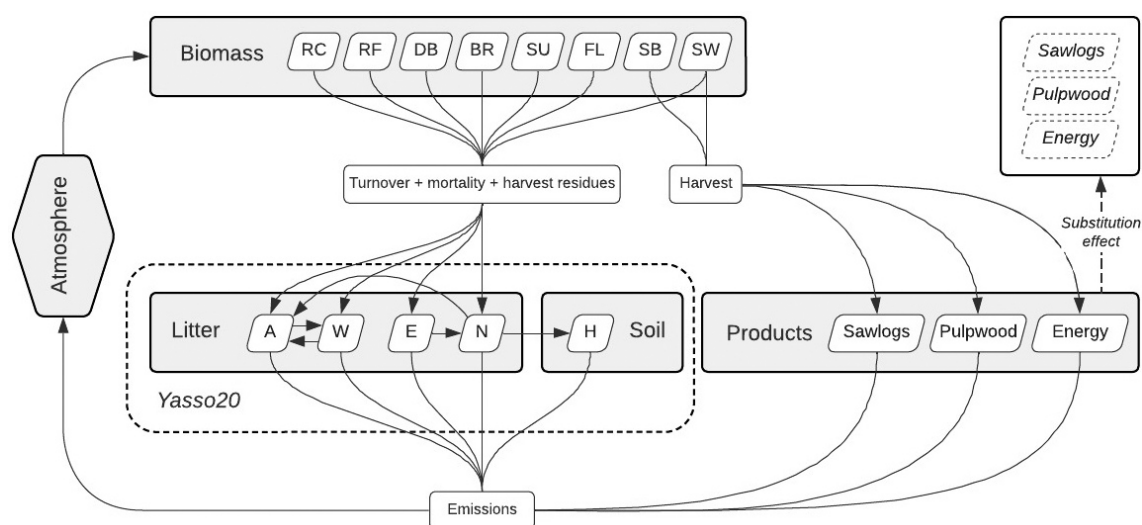 Biomass RC RF DB BR SU FL SB SW
Sawlogs
Pulpwood
Energy
Turnover + mortality + harvest residues
Harvest
Atmosphere
Substitution
effect
Litter A W E N H Soil
Products Sawlogs Pulpwood Energy
Yasso20
Emissions